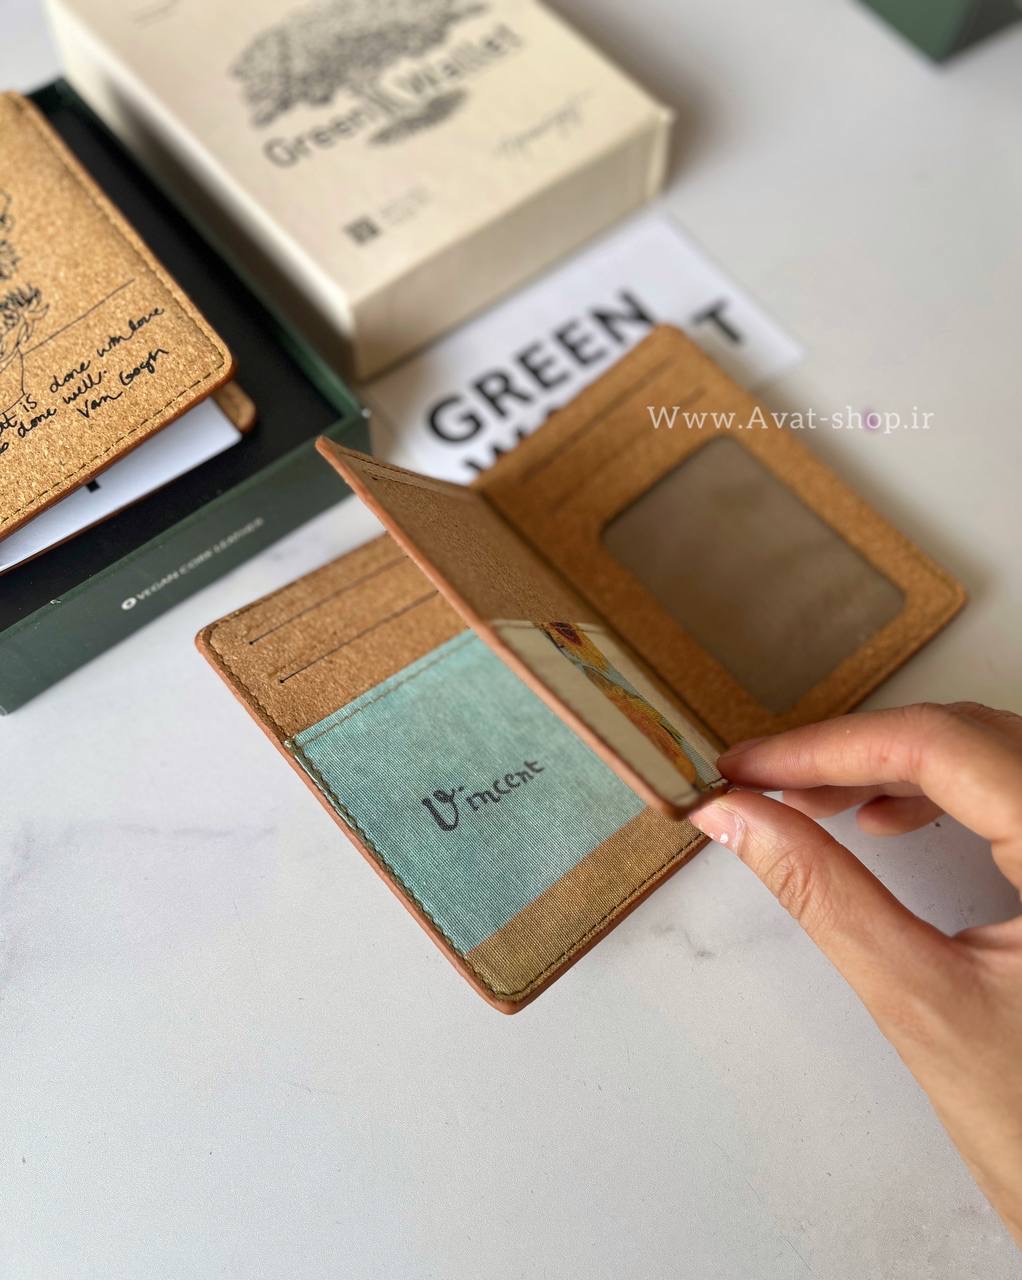 Green Wallet
GREEN
T
Www.Avat-shop.ir
at is done with love
done well.
Van Gogh
VEGAN CORK LEATHER
Vincent